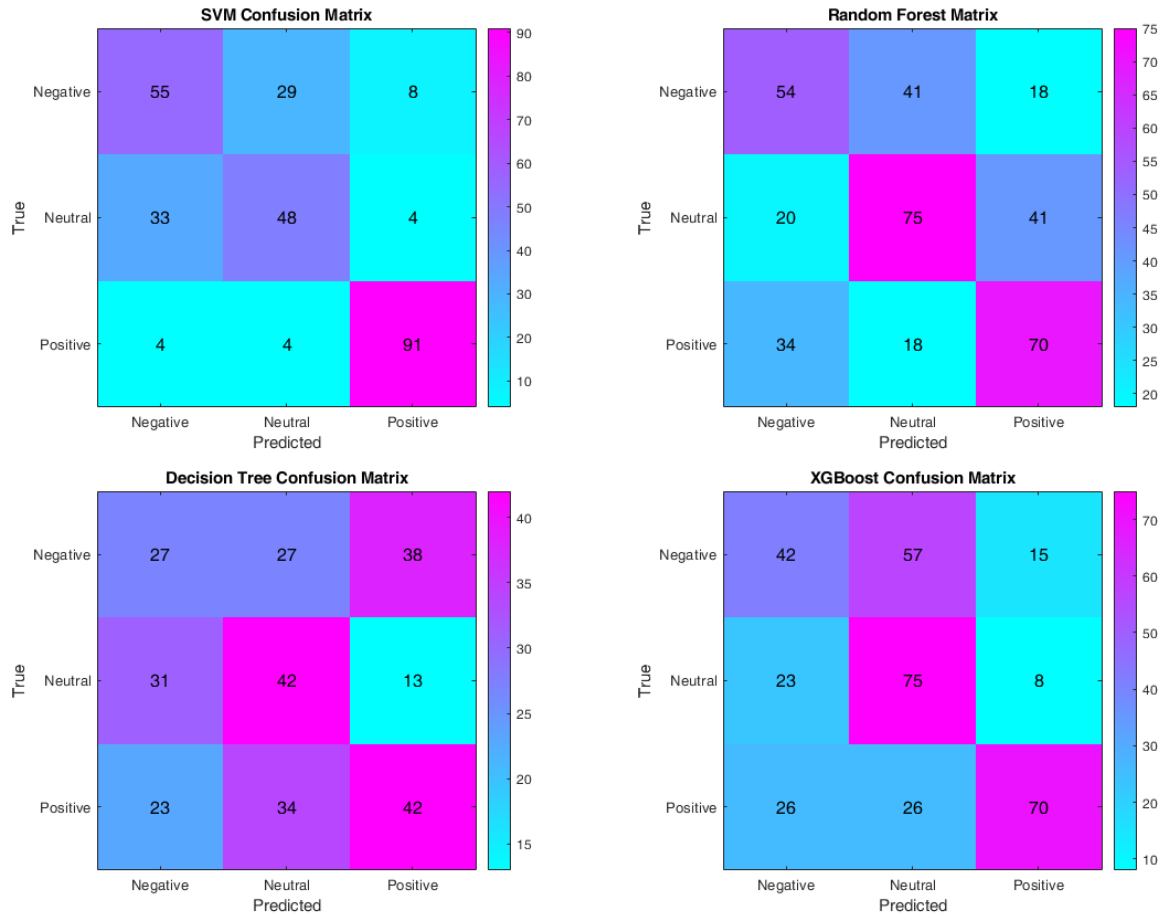 SVM Confusion Matrix
True
Negative 55 29 8
Neutral 33 48 4
Positive 4 4 91
Negative Neutral Positive
Predicted
90
80
70
60
50
40
30
20
10
Random Forest Matrix
True
Negative 54 41 18
Neutral 20 75 41
Positive 34 18 70
Negative Neutral Positive
Predicted
75
70
65
60
55
50
45
40
35
30
25
20
Decision Tree Confusion Matrix
True
Negative 27 27 38
Neutral 31 42 13
Positive 23 34 42
Negative Neutral Positive
Predicted
40
35
30
25
20
15
XGBoost Confusion Matrix
True
Negative 42 57 15
Neutral 23 75 8
Positive 26 26 70
Negative Neutral Positive
Predicted
70
60
50
40
30
20
10